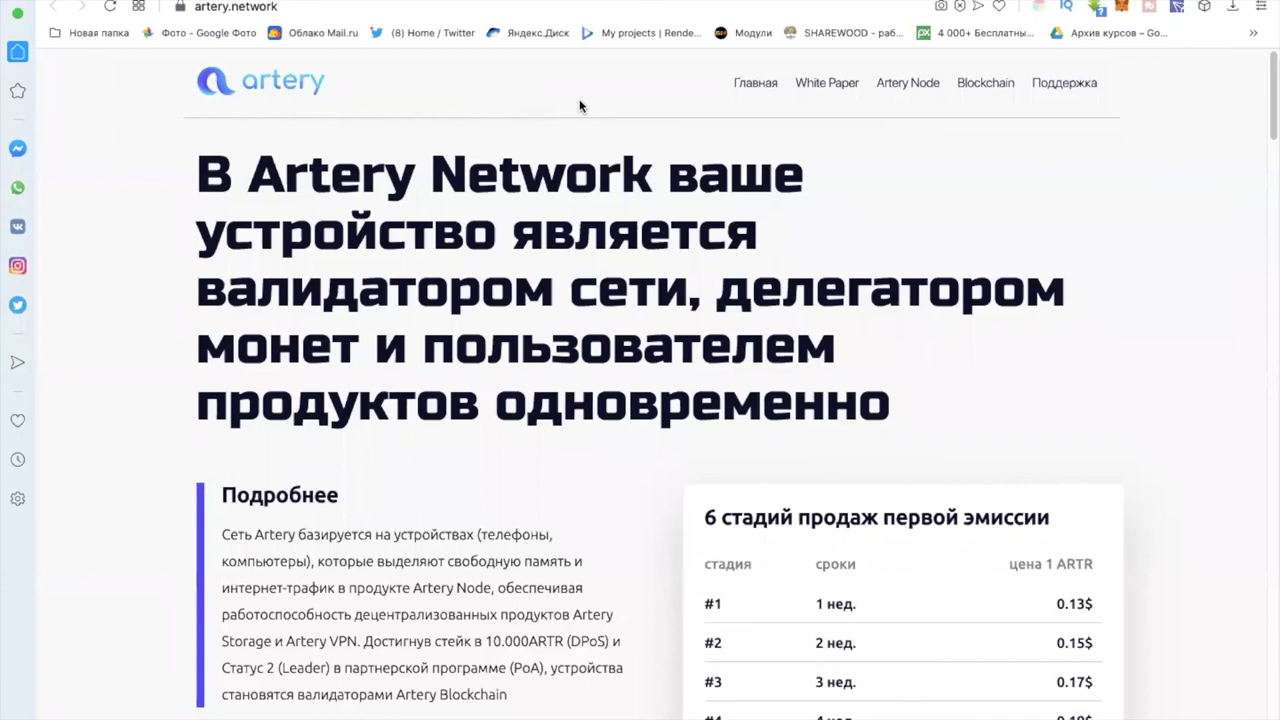 artery.network
Новая папка
Фото - Google Фото
Облако Mail.ru
(8) Home / Twitter
Яндекс.Диск
My projects | Rende...
Модули
SHAREWOOD - раб...
4 000+ Бесплатны...
Архив курсов – Go...
artery
Главная
White Paper
Artery Node
Blockchain
Поддержка
В Artery Network ваше
устройство является
валидатором сети, делегатором
монет и пользователем
продуктов одновременно
Подробнее
Сеть Artery базируется на устройствах (телефоны,
компьютеры), которые выделяют свободную память и
интернет-трафик в продукте Artery Node, обеспечивая
работоспособность децентрализованных продуктов Artery
Storage и Artery VPN. Достигнув стейк в 10.000ARTR (DPoS) и
Статус 2 (Leader) в партнерской программе (PoA), устройства
становятся валидаторами Artery Blockchain
6 стадий продаж первой эмиссии
стадия сроки цена 1 ARTR
#1 1 нед. 0.13$
#2 2 нед. 0.15$
#3 3 нед. 0.17$